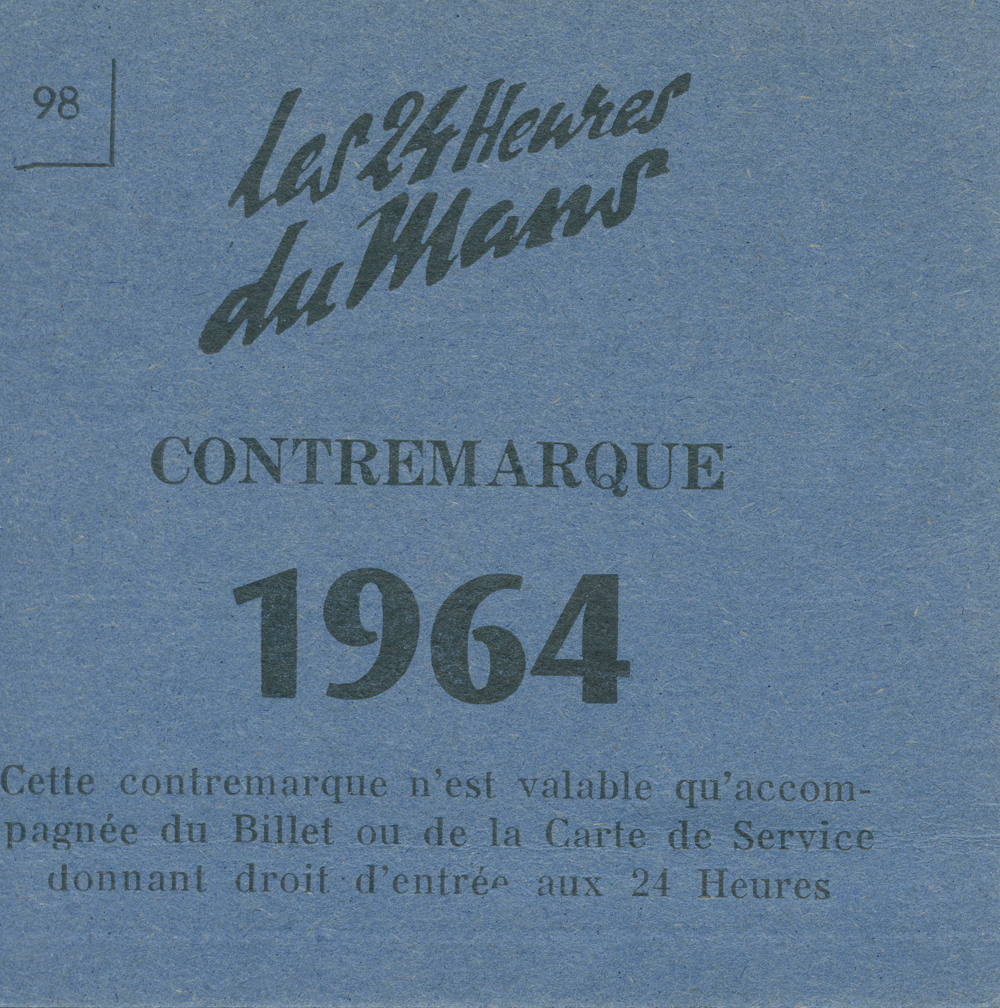 98
Les 24 Heures
du Mans
CONTREMARQUE
1964
Cette contremarque n'est valable qu'accom-
pagnée du Billet ou de la Carte de Service
donnant droit d'entrée aux 24 Heures